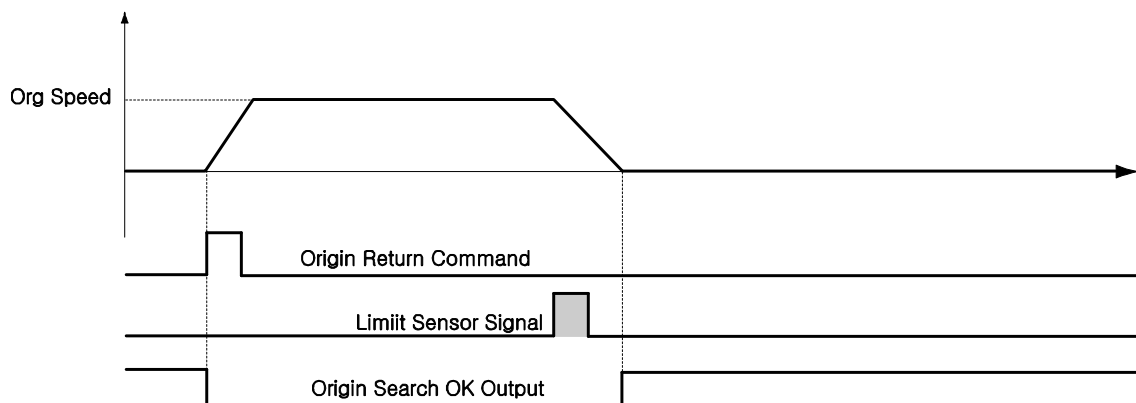 Org Speed
Origin Return Command
Limiit Sensor Signal
Origin Search OK Output